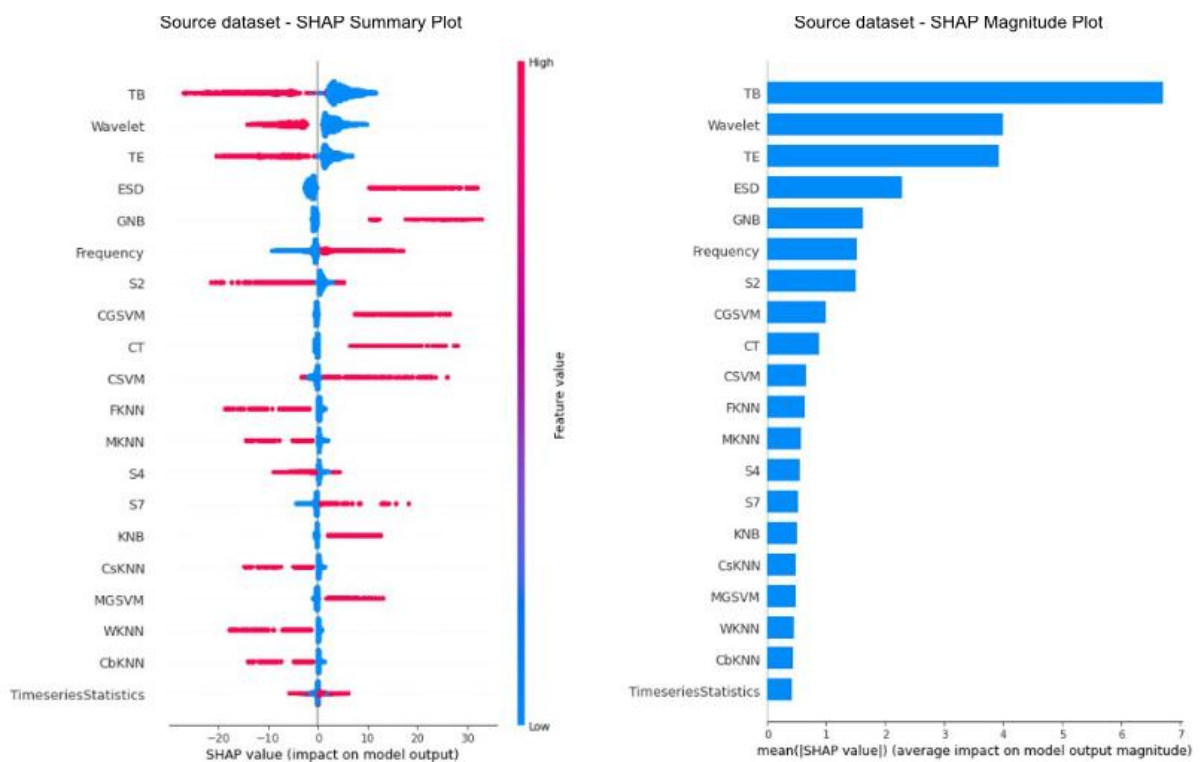 Source dataset - SHAP Summary Plot
High
TB
Wavelet
TE
ESD
GNB
Frequency
S2
CGSVM
CT
CSVM
FKNN
MKNN
S4
S7
KNB
CsKNN
MGSVM
WKNN
CbKNN
TimeseriesStatistics
Feature value
Low
−20
−10
0
10
20
30
SHAP value (impact on model output)
Source dataset - SHAP Magnitude Plot
TB
Wavelet
TE
ESD
GNB
Frequency
S2
CGSVM
CT
CSVM
FKNN
MKNN
S4
S7
KNB
CsKNN
MGSVM
WKNN
CbKNN
TimeseriesStatistics
0
1
2
3
4
5
6
7
mean(|SHAP value|) (average impact on model output magnitude)